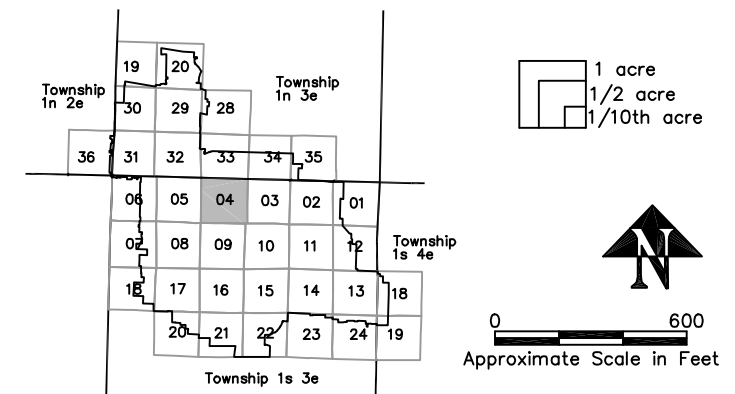 19 20
Township
1n 2e
Township
1n 3e
30 29 28
36 31 32 33 34 35
06 05 04 03 02 01
07 08 09 10 11 12
Township
1s 4e
18 17 16 15 14 13 18
20 21 22 23 24 19
Township 1s 3e
1 acre
1/2 acre
1/10th acre
N
0 600
Approximate Scale in Feet